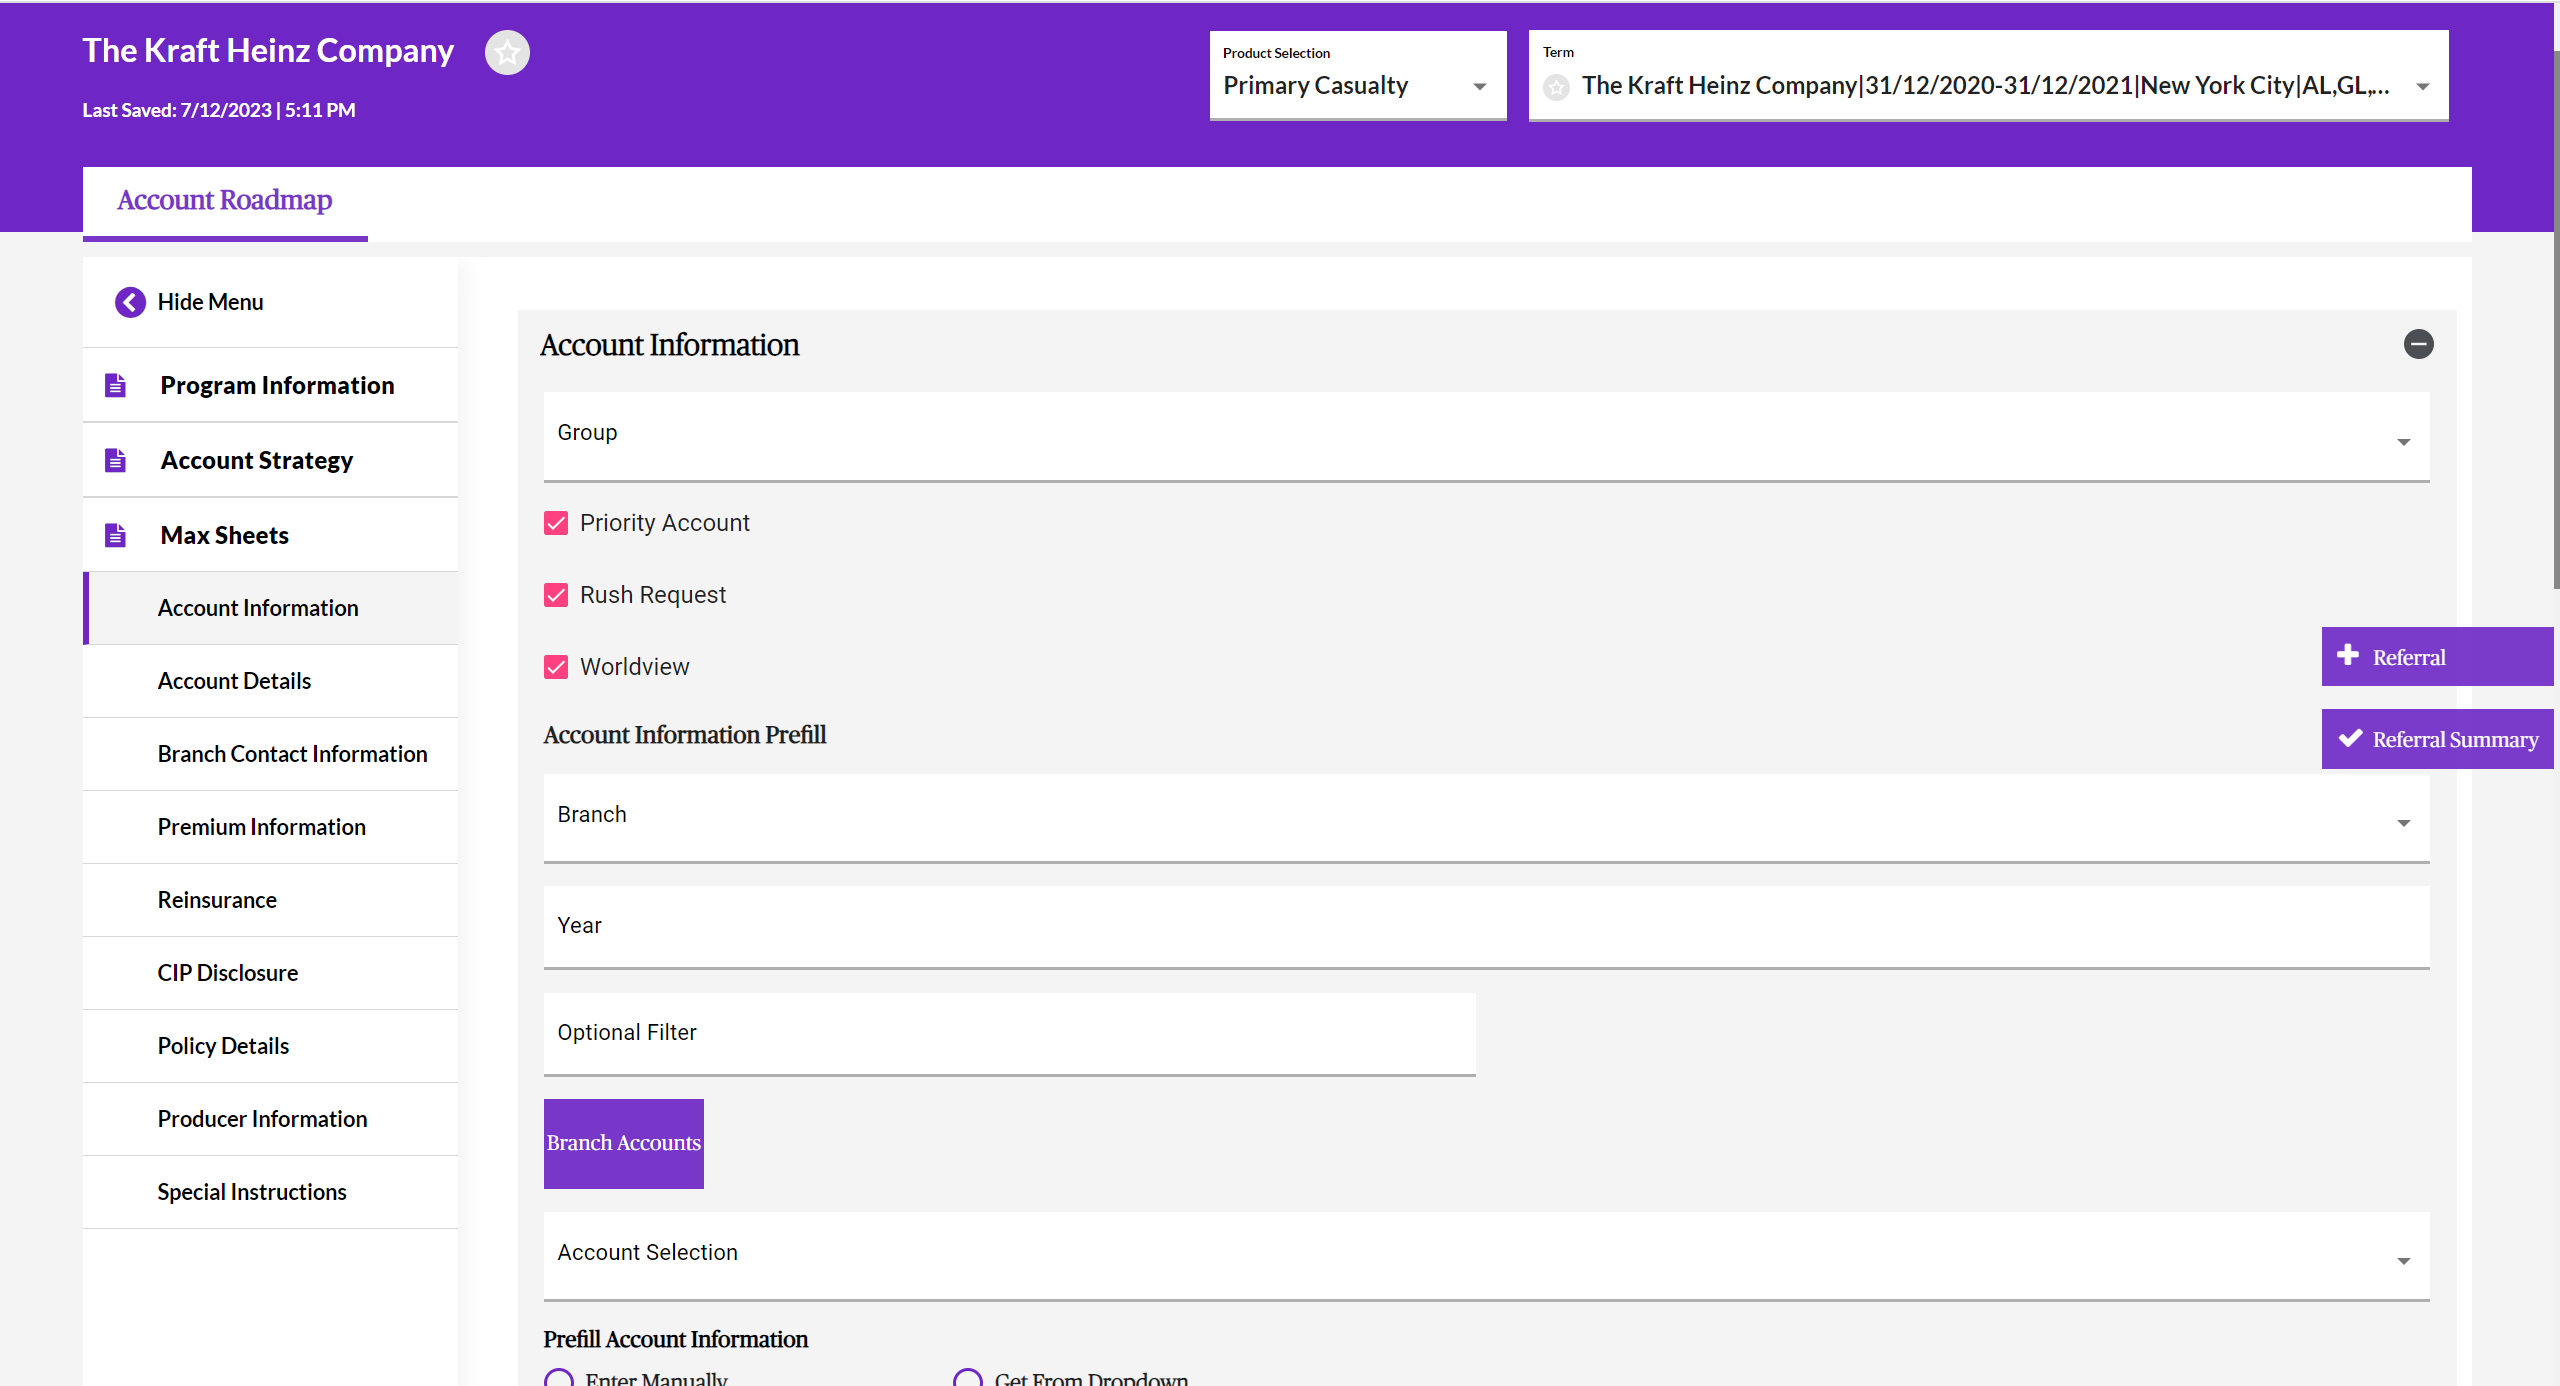 The Kraft Heinz Company
Last Saved: 7/12/2023 | 5:11 PM
Product Selection
Primary Casualty
Term
The Kraft Heinz Company|31/12/2020-31/12/2021|New York City|AL,GL,...
Account Roadmap
Hide Menu
Program Information
Account Strategy
Max Sheets
Account Information
Account Details
Branch Contact Information
Premium Information
Reinsurance
CIP Disclosure
Policy Details
Producer Information
Special Instructions
Account Information
Group
Priority Account
Rush Request
Worldview
Account Information Prefill
Branch
Year
Optional Filter
Branch Accounts
Account Selection
Prefill Account Information
Enter Manually
Get From Dropdown
Referral
Referral Summary